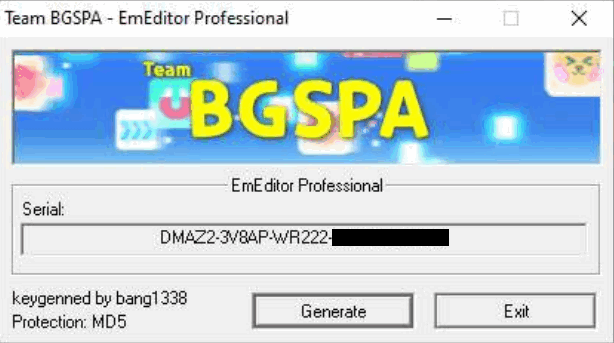 Team BGSPA - EmEditor Professional
Team
BGSPA
EmEditor Professional
Serial:
DMAZ2-3V8AP-WR222-
keygenned by bang1338
Protection: MD5
Generate
Exit